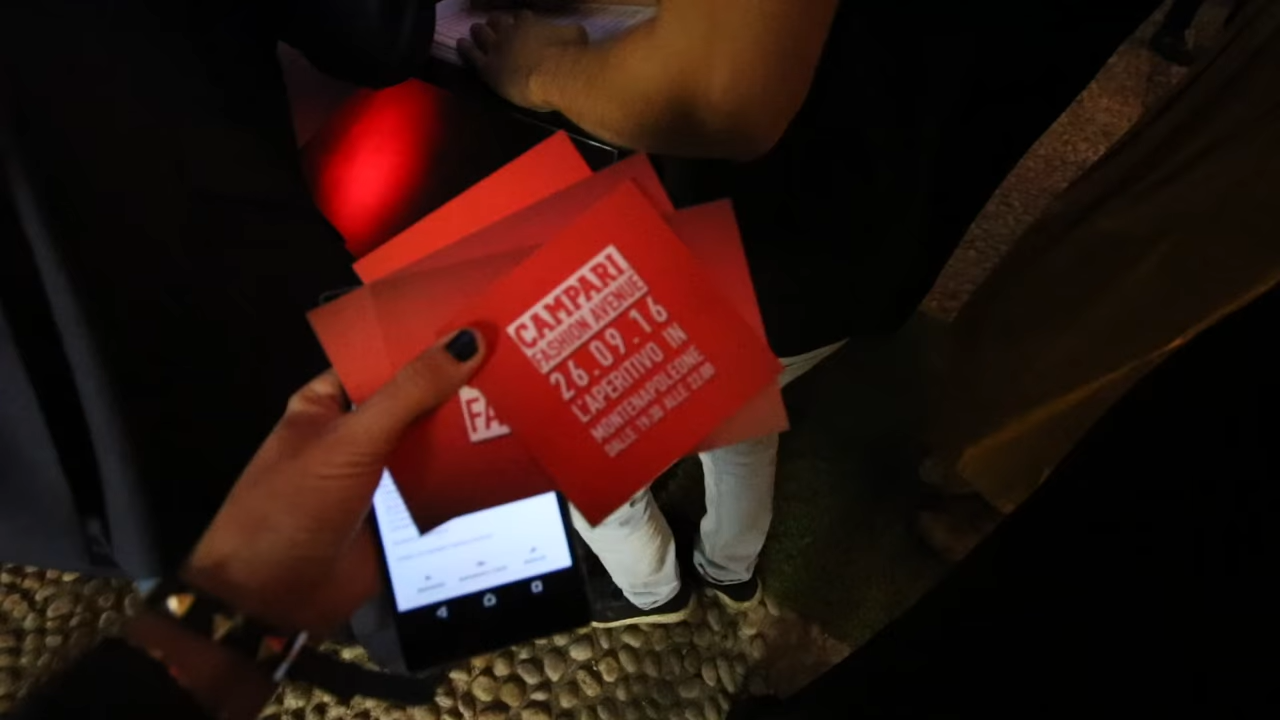 CAMPARI
FASHION AVENUE
26.09.16
L'APERITIVO IN
MONTENAPOLEONE
DALLE 19:30 ALLE 22:00
FA